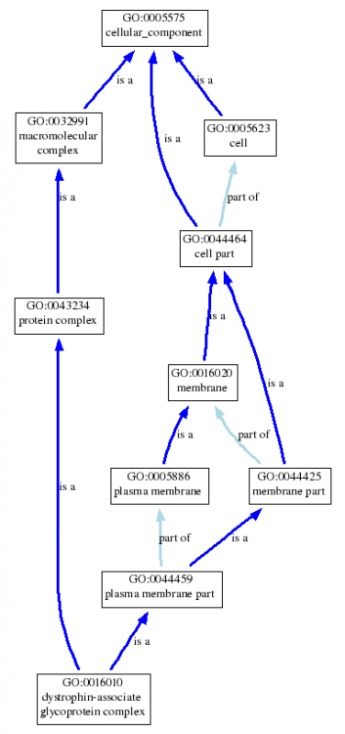 GO:0005575
cellular_component
is a
is a
GO:0032991
macromolecular
complex
GO:0005623
cell
is a
is a
part of
GO:0044464
cell part
GO:0043234
protein complex
is a
GO:0016020
membrane
is a
is a
part of
GO:0005886
plasma membrane
GO:0044425
membrane part
is a
part of
is a
GO:0044459
plasma membrane part
is a
GO:0016010
dystrophin-associate
glycoprotein complex